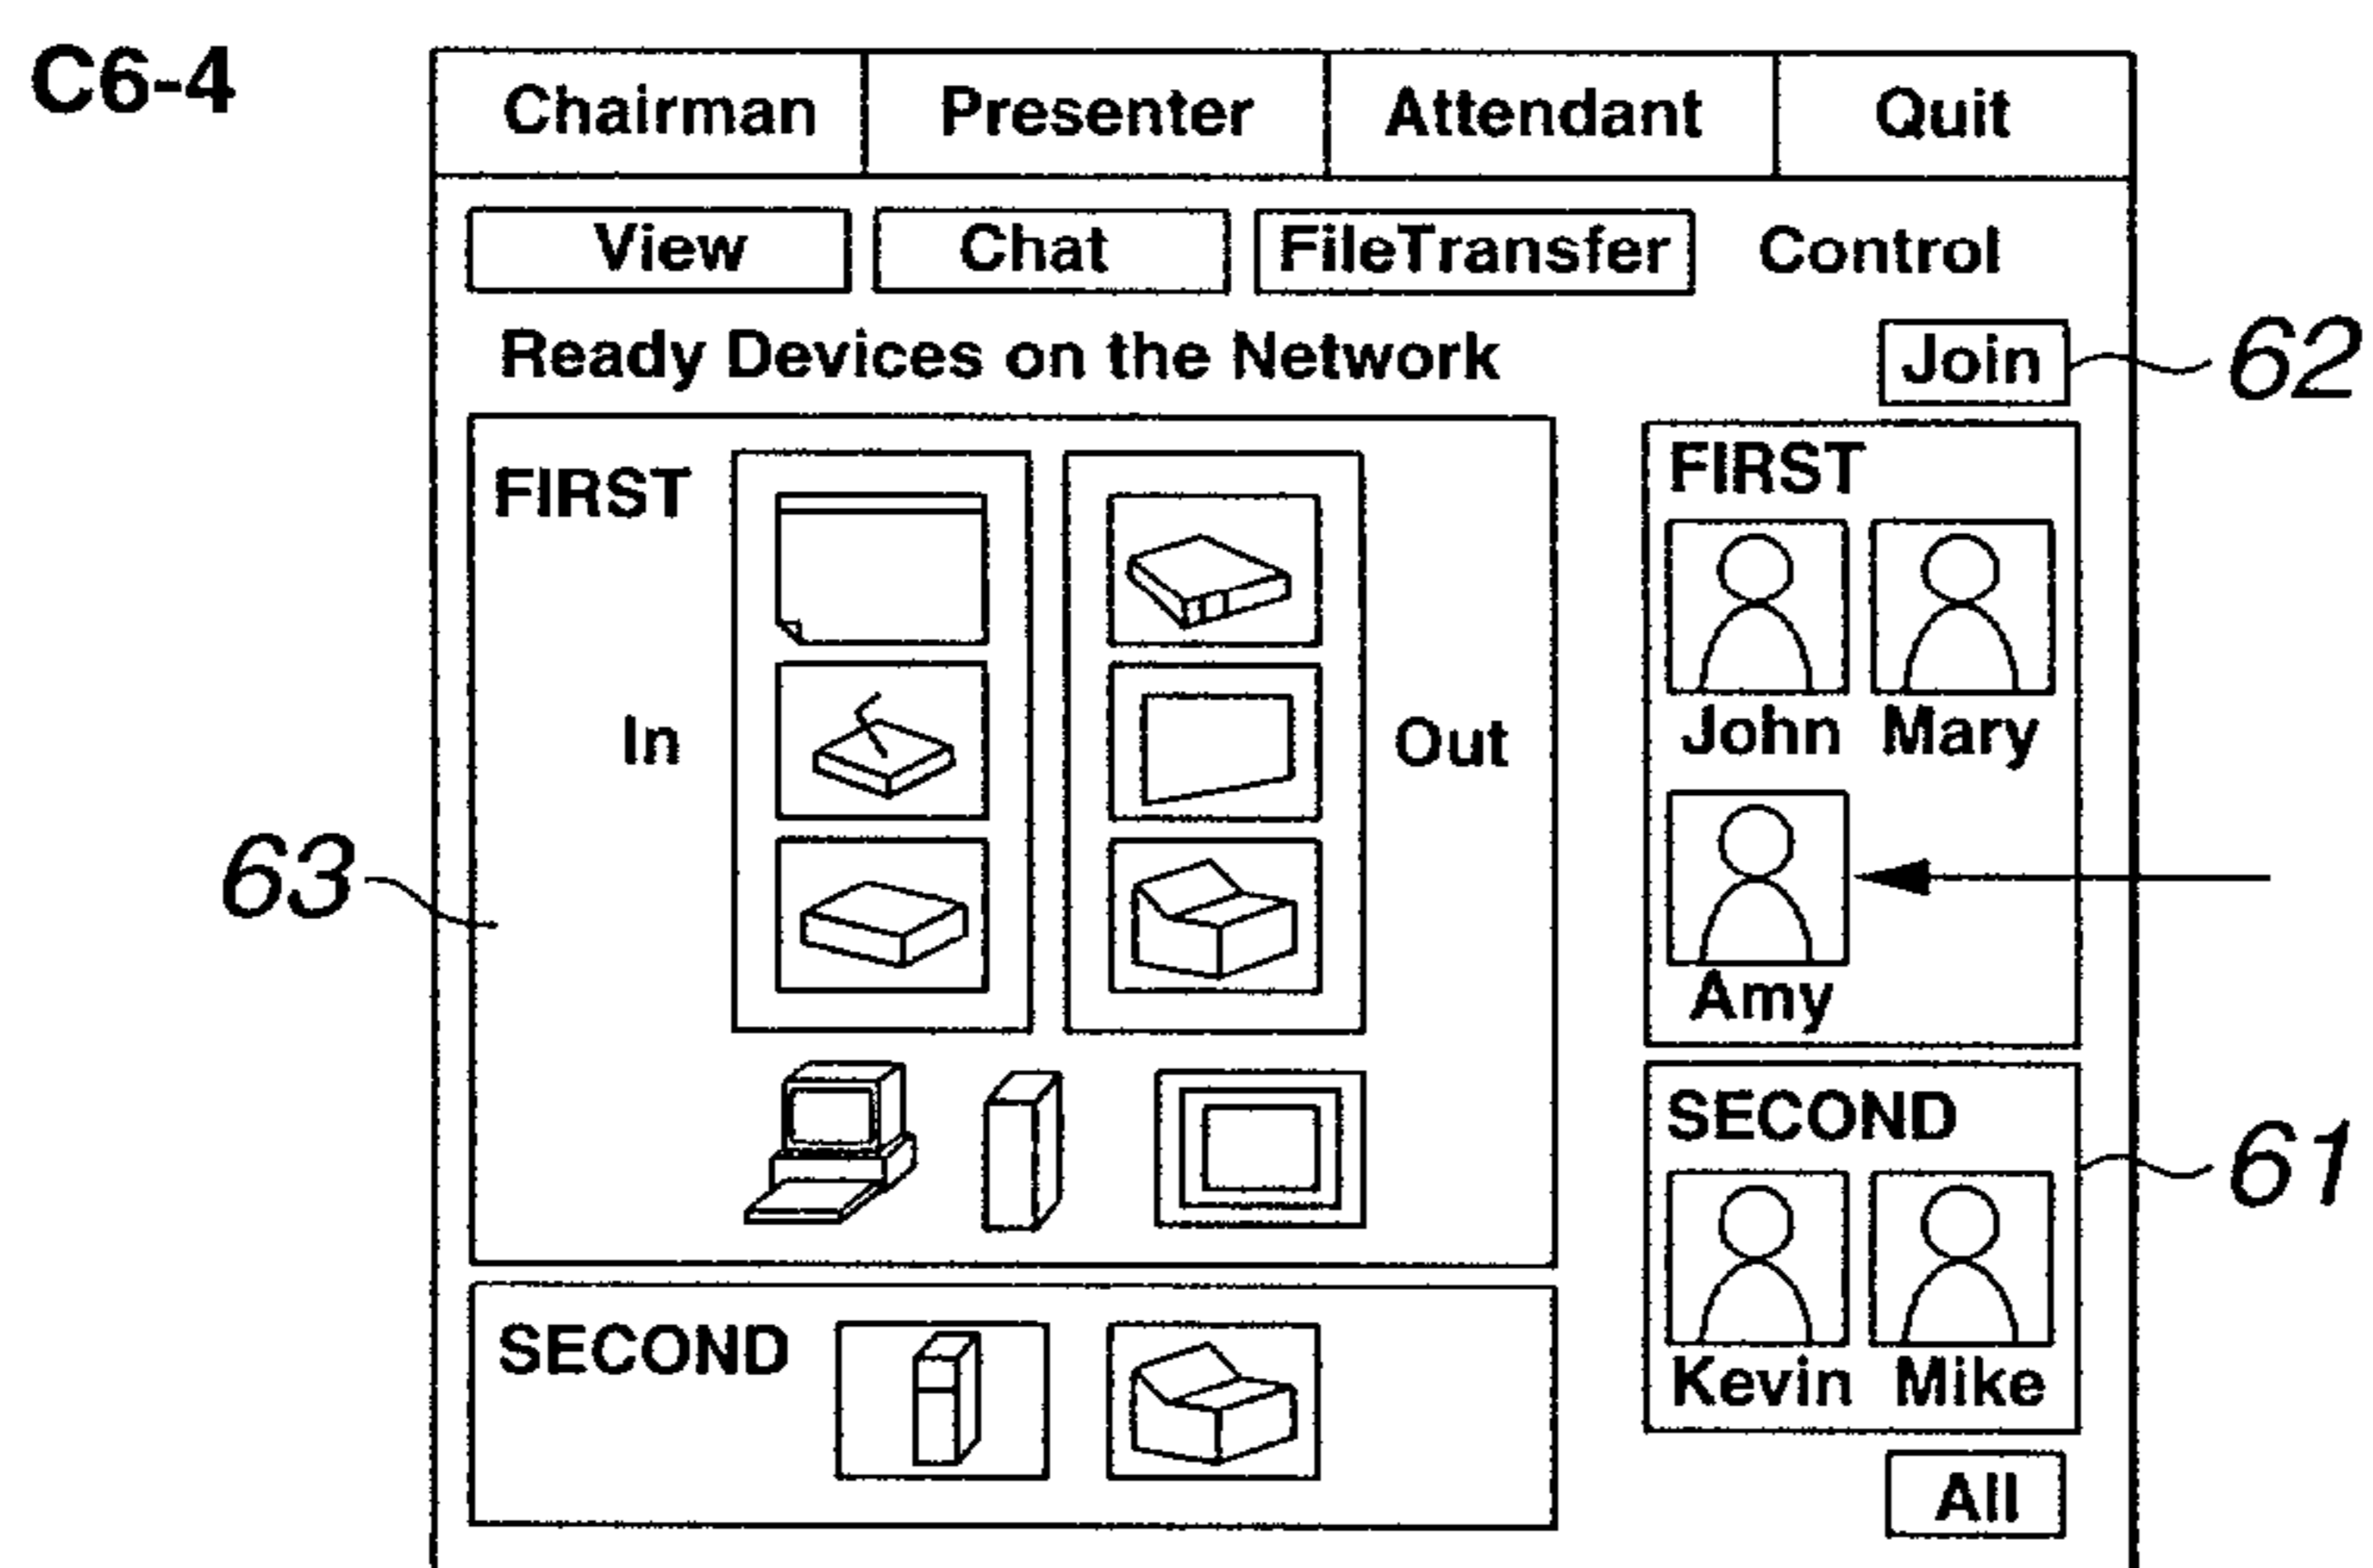 C6-4
Chairman Presenter Attendant Quit
View Chat FileTransfer Control
Ready Devices on the Network
Join
62
FIRST
In
Out
63
FIRST
John Mary
Amy
SECOND
61
Kevin Mike
SECOND
All